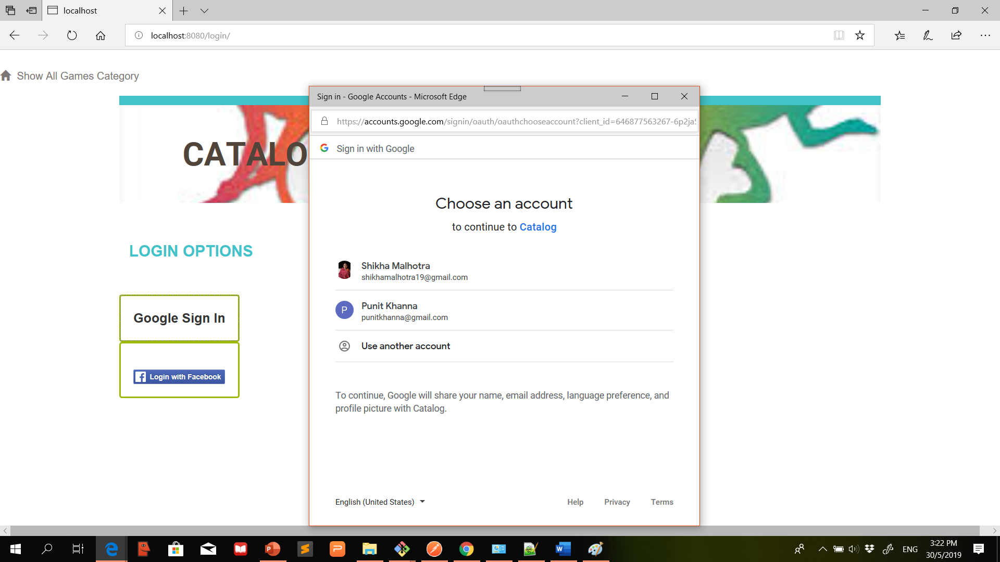 localhost
localhost:8080/login/
Show All Games Category
Sign in - Google Accounts - Microsoft Edge
https://accounts.google.com/signin/oauth/oauthchooseaccount?client_id=646877563267-6p2ja
Sign in with Google
CATALO
Choose an account
to continue to Catalog
LOGIN OPTIONS
Shikha Malhotra
shikhamalhotra19@gmail.com
P
Punit Khanna
punitkhanna@gmail.com
Google Sign In
Use another account
Login with Facebook
To continue, Google will share your name, email address, language preference, and
profile picture with Catalog.
English (United States)
Help Privacy Terms
ENG
3:22 PM
30/5/2019